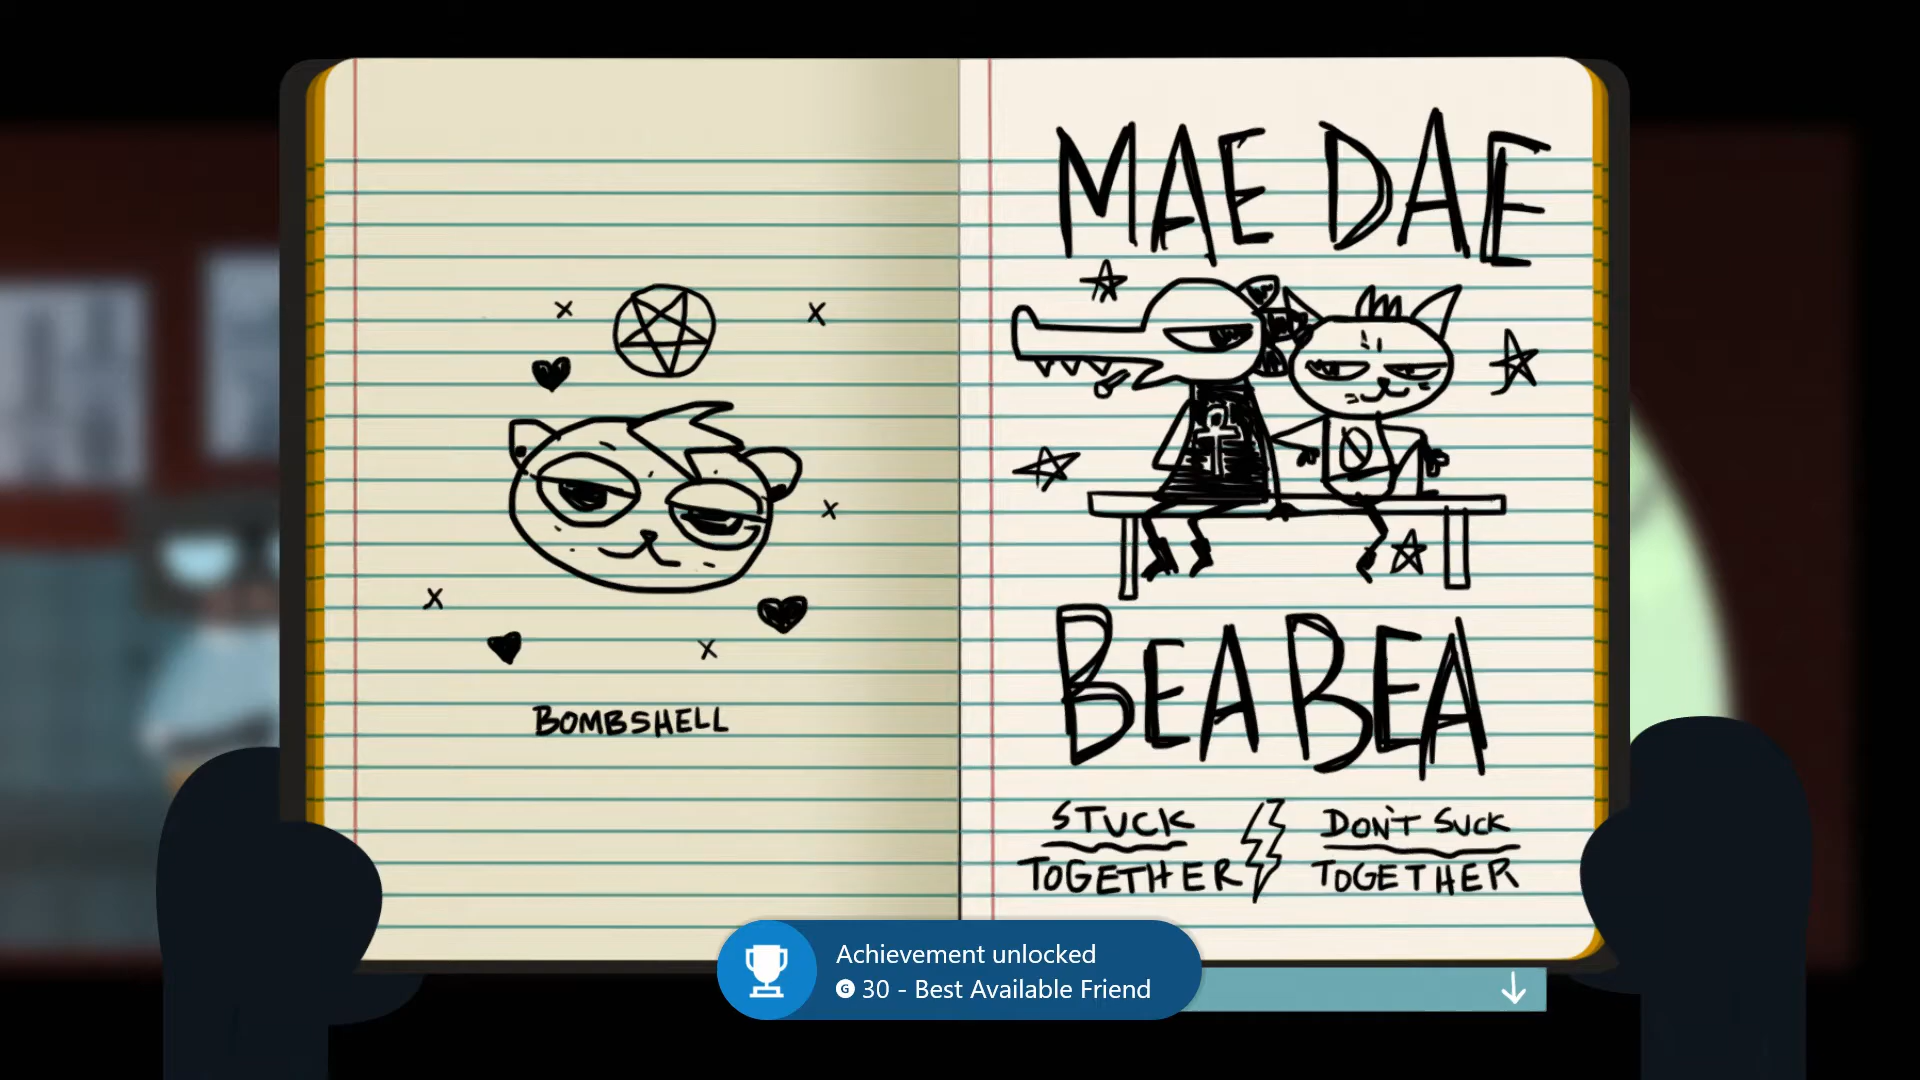 BOMBSHELL
MAE DAE
BEA BEA
STUCK
TOGETHER
DON'T SUCK
TOGETHER
Achievement unlocked
G 30 - Best Available Friend